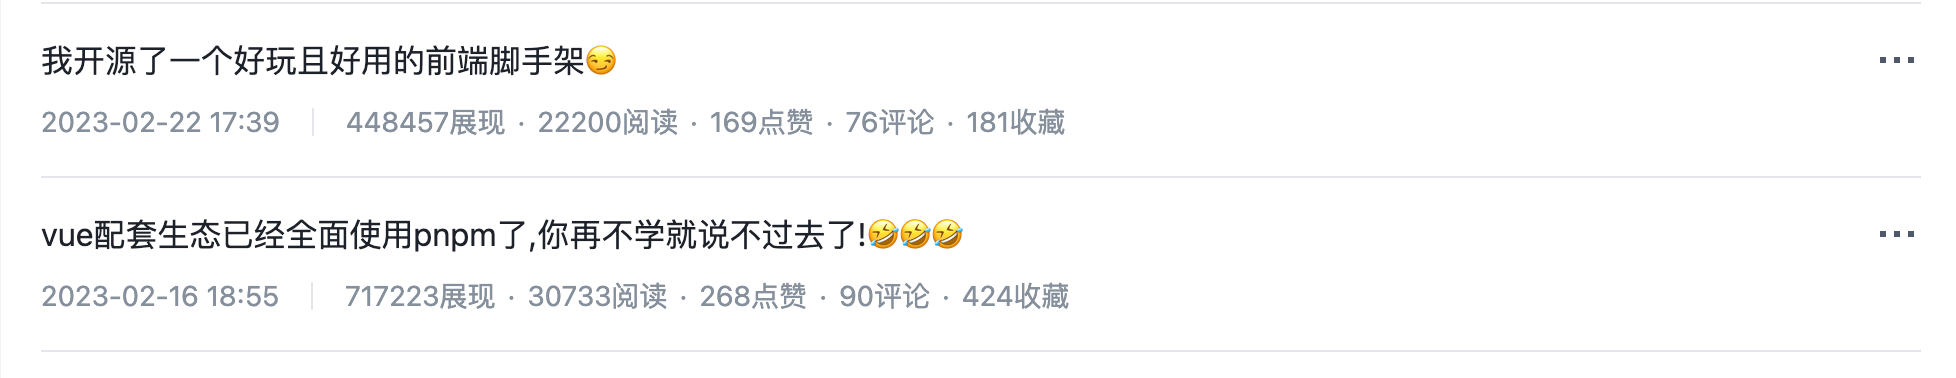 我开源了一个好玩且好用的前端脚手架😏
2023-02-22 17:39 448457展现 · 22200阅读 · 169点赞 · 76评论 · 181收藏
vue配套生态已经全面使用pnpm了,你再不学就说不过去了!🤣🤣🤣
2023-02-16 18:55 717223展现 · 30733阅读 · 268点赞 · 90评论 · 424收藏